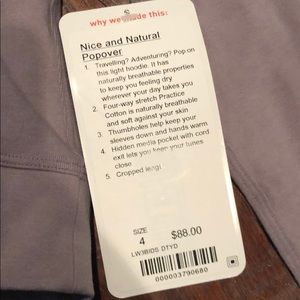 why we made this:
Nice and Natural
Popover
1. Travelling? Adventuring? Pop on
this light hoodie. It has
naturally breathable properties
to keep you feeling dry
wherever your day takes you
2. Four-way stretch Practice
Cotton is naturally breathable
and soft against your skin
3. Thumbholes help keep your
sleeves down and hands warm
4. Hidden media pocket with cord
exit lets you keep your tunes
close
5. Cropped
SIZE
4 $88.00
LW3BIDS DTYD
000003790680